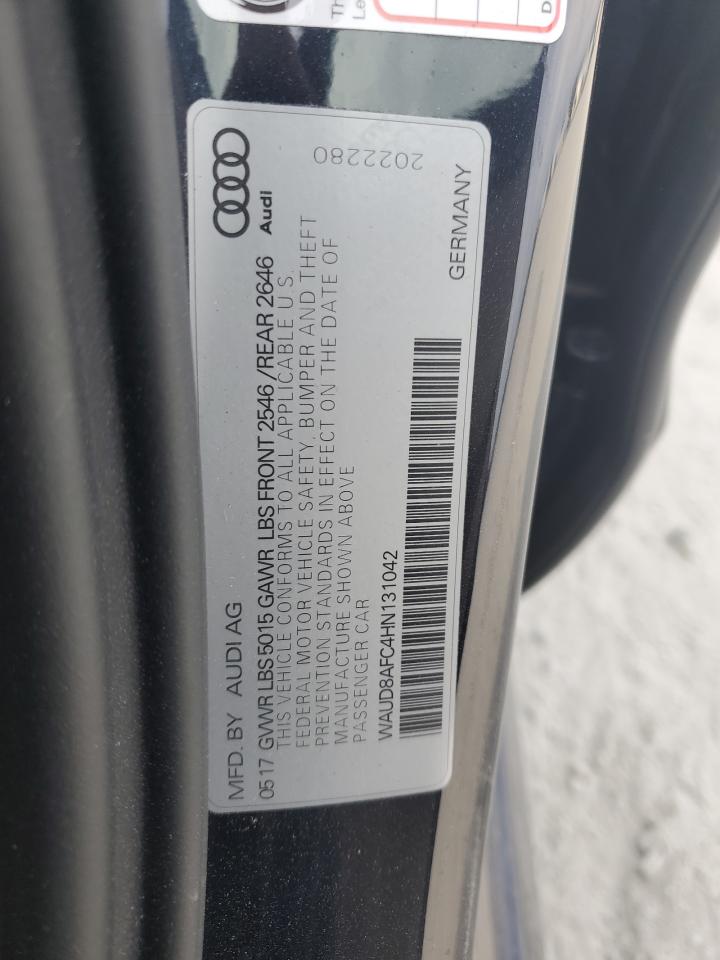 MFD. BY AUDI AG
Audi
0517 GVWR LBS5015 GAWR LBS FRONT 2546 /REAR 2646
THIS VEHICLE CONFORMS TO ALL APPLICABLE U S
FEDERAL MOTOR VEHICLE SAFETY. BUMPER AND THEFT
PREVENTION STANDARDS IN EFFECT ON THE DATE OF
MANUFACTURE SHOWN ABOVE
PASSENGER CAR
WAUD8AFC4HN131042
GERMANY
2022280